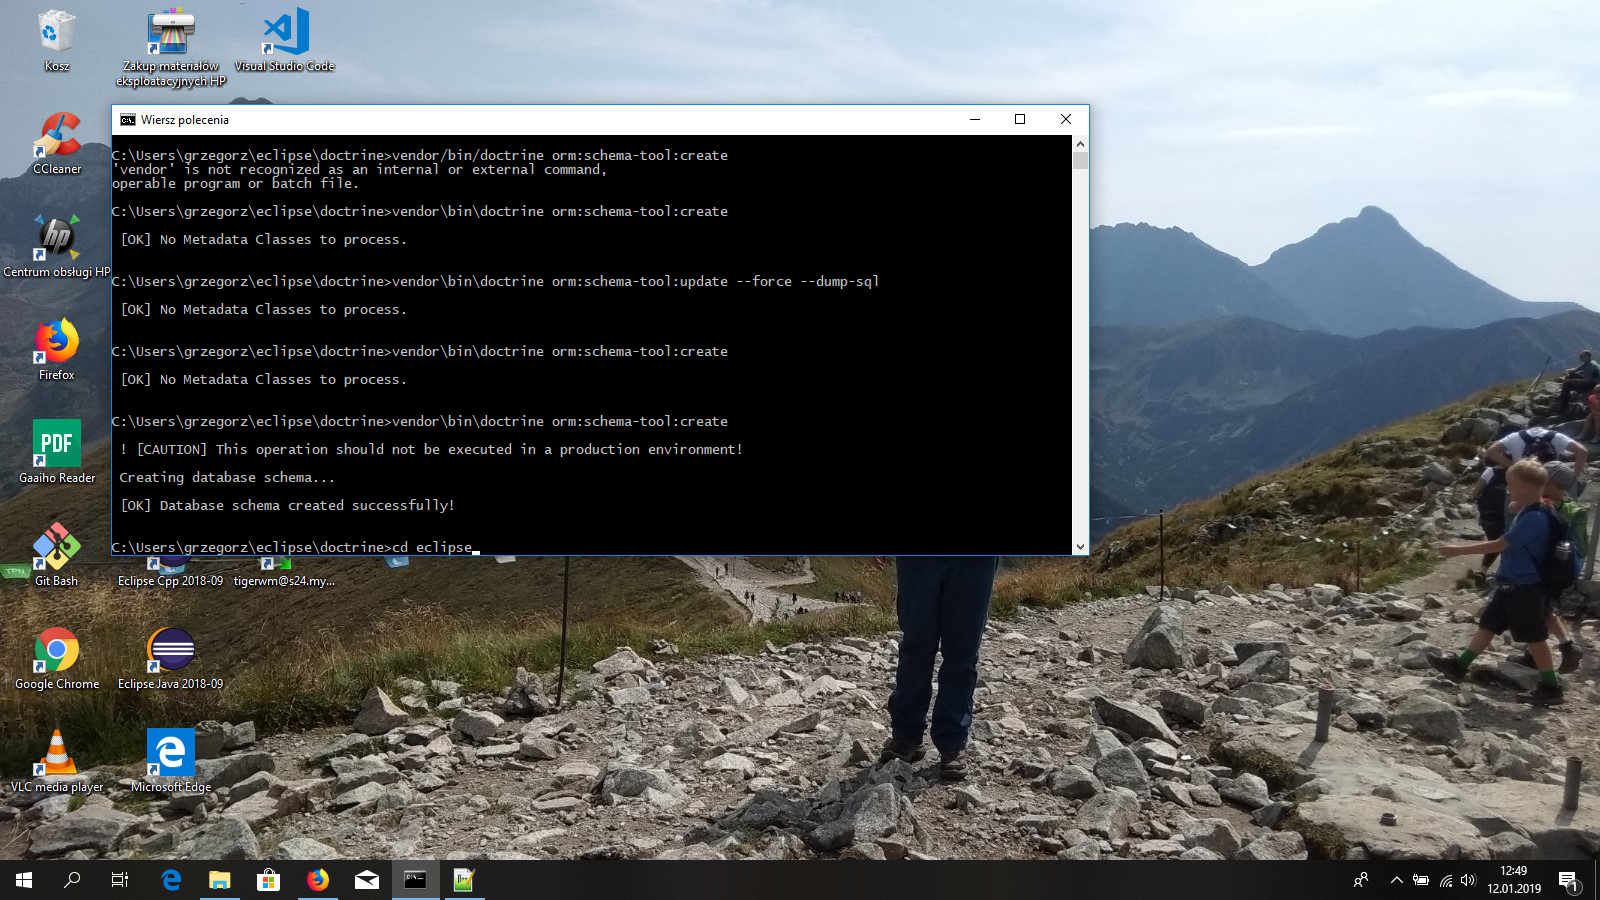 Kosz
Zakup materiałów
eksploatacyjnych HP
Visual Studio Code
CCleaner
hp
Centrum obsługi HP
Firefox
PDF
Gaaiho Reader
Git Bash
Eclipse Cpp 2018-09
tigerwm@s24.my...
Google Chrome
Eclipse Java 2018-09
VLC media player
Microsoft Edge
C:\. Wiersz polecenia
C:\Users\grzegorz\eclipse\doctrine>vendor/bin/doctrine orm:schema-tool:create
'vendor' is not recognized as an internal or external command,
operable program or batch file.
C:\Users\grzegorz\eclipse\doctrine>vendor\bin\doctrine orm:schema-tool:create
[OK] No Metadata Classes to process.
C:\Users\grzegorz\eclipse\doctrine>vendor\bin\doctrine orm:schema-tool:update --force --dump-sql
[OK] No Metadata Classes to process.
C:\Users\grzegorz\eclipse\doctrine>vendor\bin\doctrine orm:schema-tool:create
[OK] No Metadata Classes to process.
C:\Users\grzegorz\eclipse\doctrine>vendor\bin\doctrine orm:schema-tool:create
! [CAUTION] This operation should not be executed in a production environment!
Creating database schema...
[OK] Database schema created successfully!
C:\Users\grzegorz\eclipse\doctrine>cd eclipse
TPN
12:49
12.01.2019
1